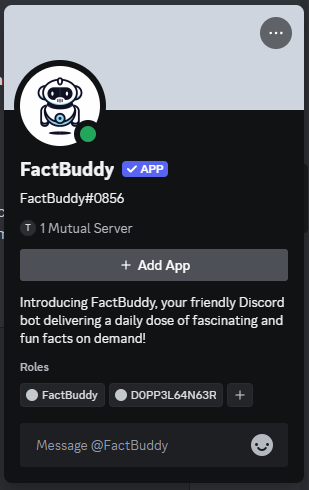 FactBuddy ✓ APP
FactBuddy#0856
T 1 Mutual Server
+ Add App
Introducing FactBuddy, your friendly Discord
bot delivering a daily dose of fascinating and
fun facts on demand!
Roles
FactBuddy D0PP3L64N63R +
Message @FactBuddy